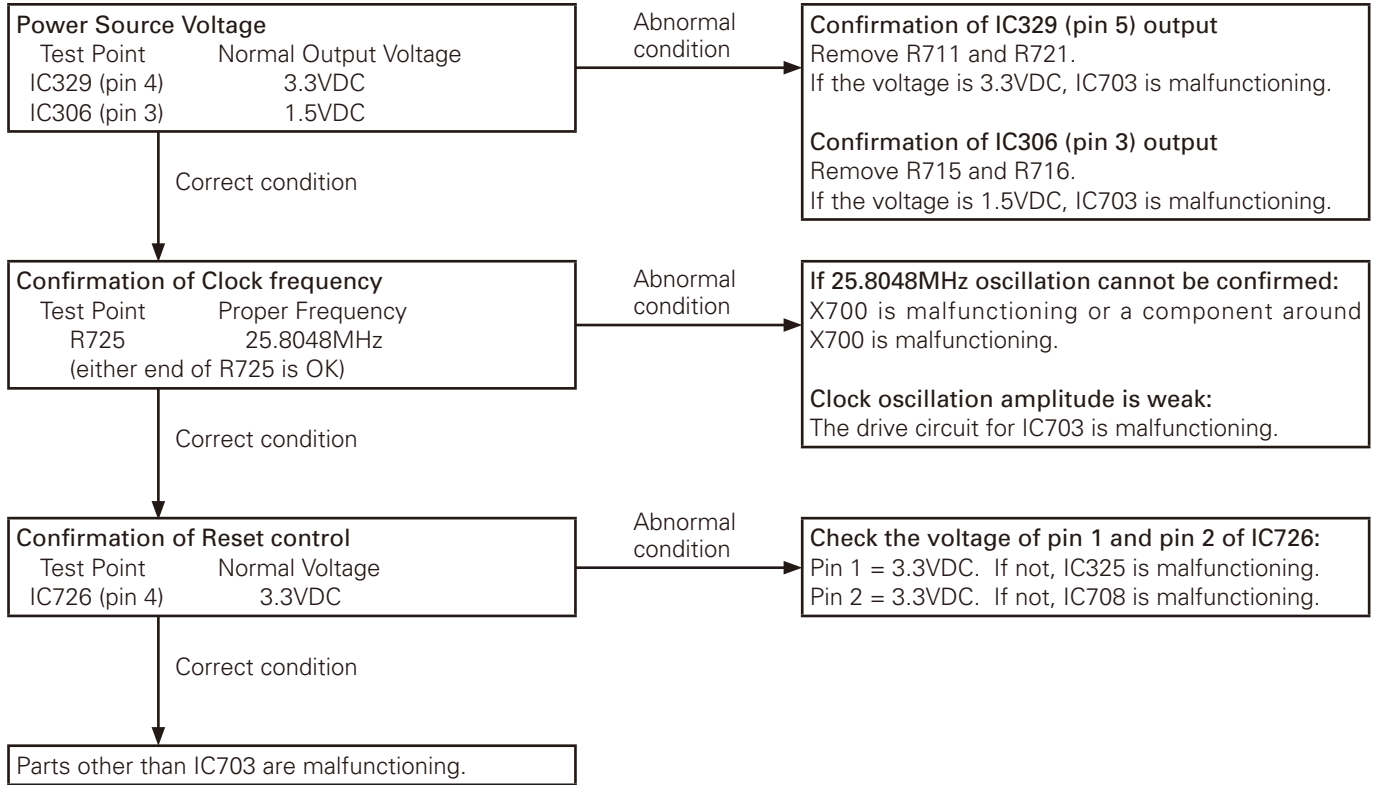 Power Source Voltage
Test Point Normal Output Voltage
IC329 (pin 4) 3.3VDC
IC306 (pin 3) 1.5VDC
Abnormal
condition
Confirmation of IC329 (pin 5) output
Remove R711 and R721.
If the voltage is 3.3VDC, IC703 is malfunctioning.
Confirmation of IC306 (pin 3) output
Remove R715 and R716.
If the voltage is 1.5VDC, IC703 is malfunctioning.
Correct condition
Confirmation of Clock frequency
Test Point Proper Frequency
R725 25.8048MHz
(either end of R725 is OK)
Abnormal
condition
If 25.8048MHz oscillation cannot be confirmed:
X700 is malfunctioning or a component around
X700 is malfunctioning.
Clock oscillation amplitude is weak:
The drive circuit for IC703 is malfunctioning.
Correct condition
Confirmation of Reset control
Test Point Normal Voltage
IC726 (pin 4) 3.3VDC
Abnormal
condition
Check the voltage of pin 1 and pin 2 of IC726:
Pin 1 = 3.3VDC. If not, IC325 is malfunctioning.
Pin 2 = 3.3VDC. If not, IC708 is malfunctioning.
Correct condition
Parts other than IC703 are malfunctioning.